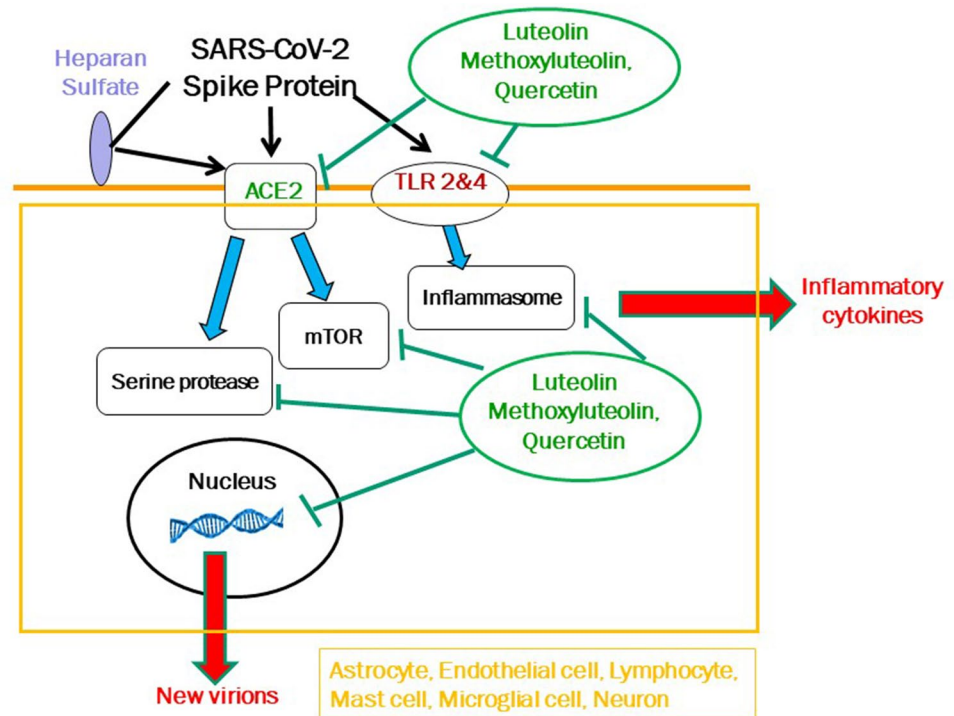 Heparan
Sulfate
SARS-CoV-2
Spike Protein
Luteolin
Methoxyluteolin,
Quercetin
ACE2
TLR 2&4
Inflammasome
Inflammatory
cytokines
mTOR
Serine protease
Luteolin
Methoxyluteolin,
Quercetin
Nucleus
New virions
Astrocyte, Endothelial cell, Lymphocyte,
Mast cell, Microglial cell, Neuron